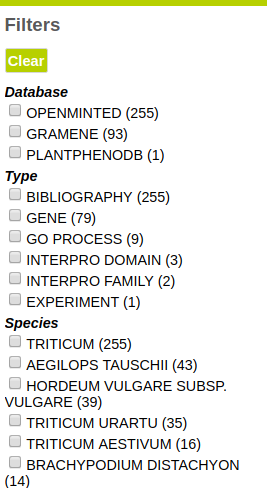 Filters
Clear
Database
OPENMINTED (255)
GRAMENE (93)
PLANTPHENODB (1)
Type
BIBLIOGRAPHY (255)
GENE (79)
GO PROCESS (9)
INTERPRO DOMAIN (3)
INTERPRO FAMILY (2)
EXPERIMENT (1)
Species
TRITICUM (255)
AEGILOPS TAUSCHII (43)
HORDEUM VULGARE SUBSP.
VULGARE (39)
TRITICUM URARTU (35)
TRITICUM AESTIVUM (16)
BRACHYPODIUM DISTACHYON
(14)